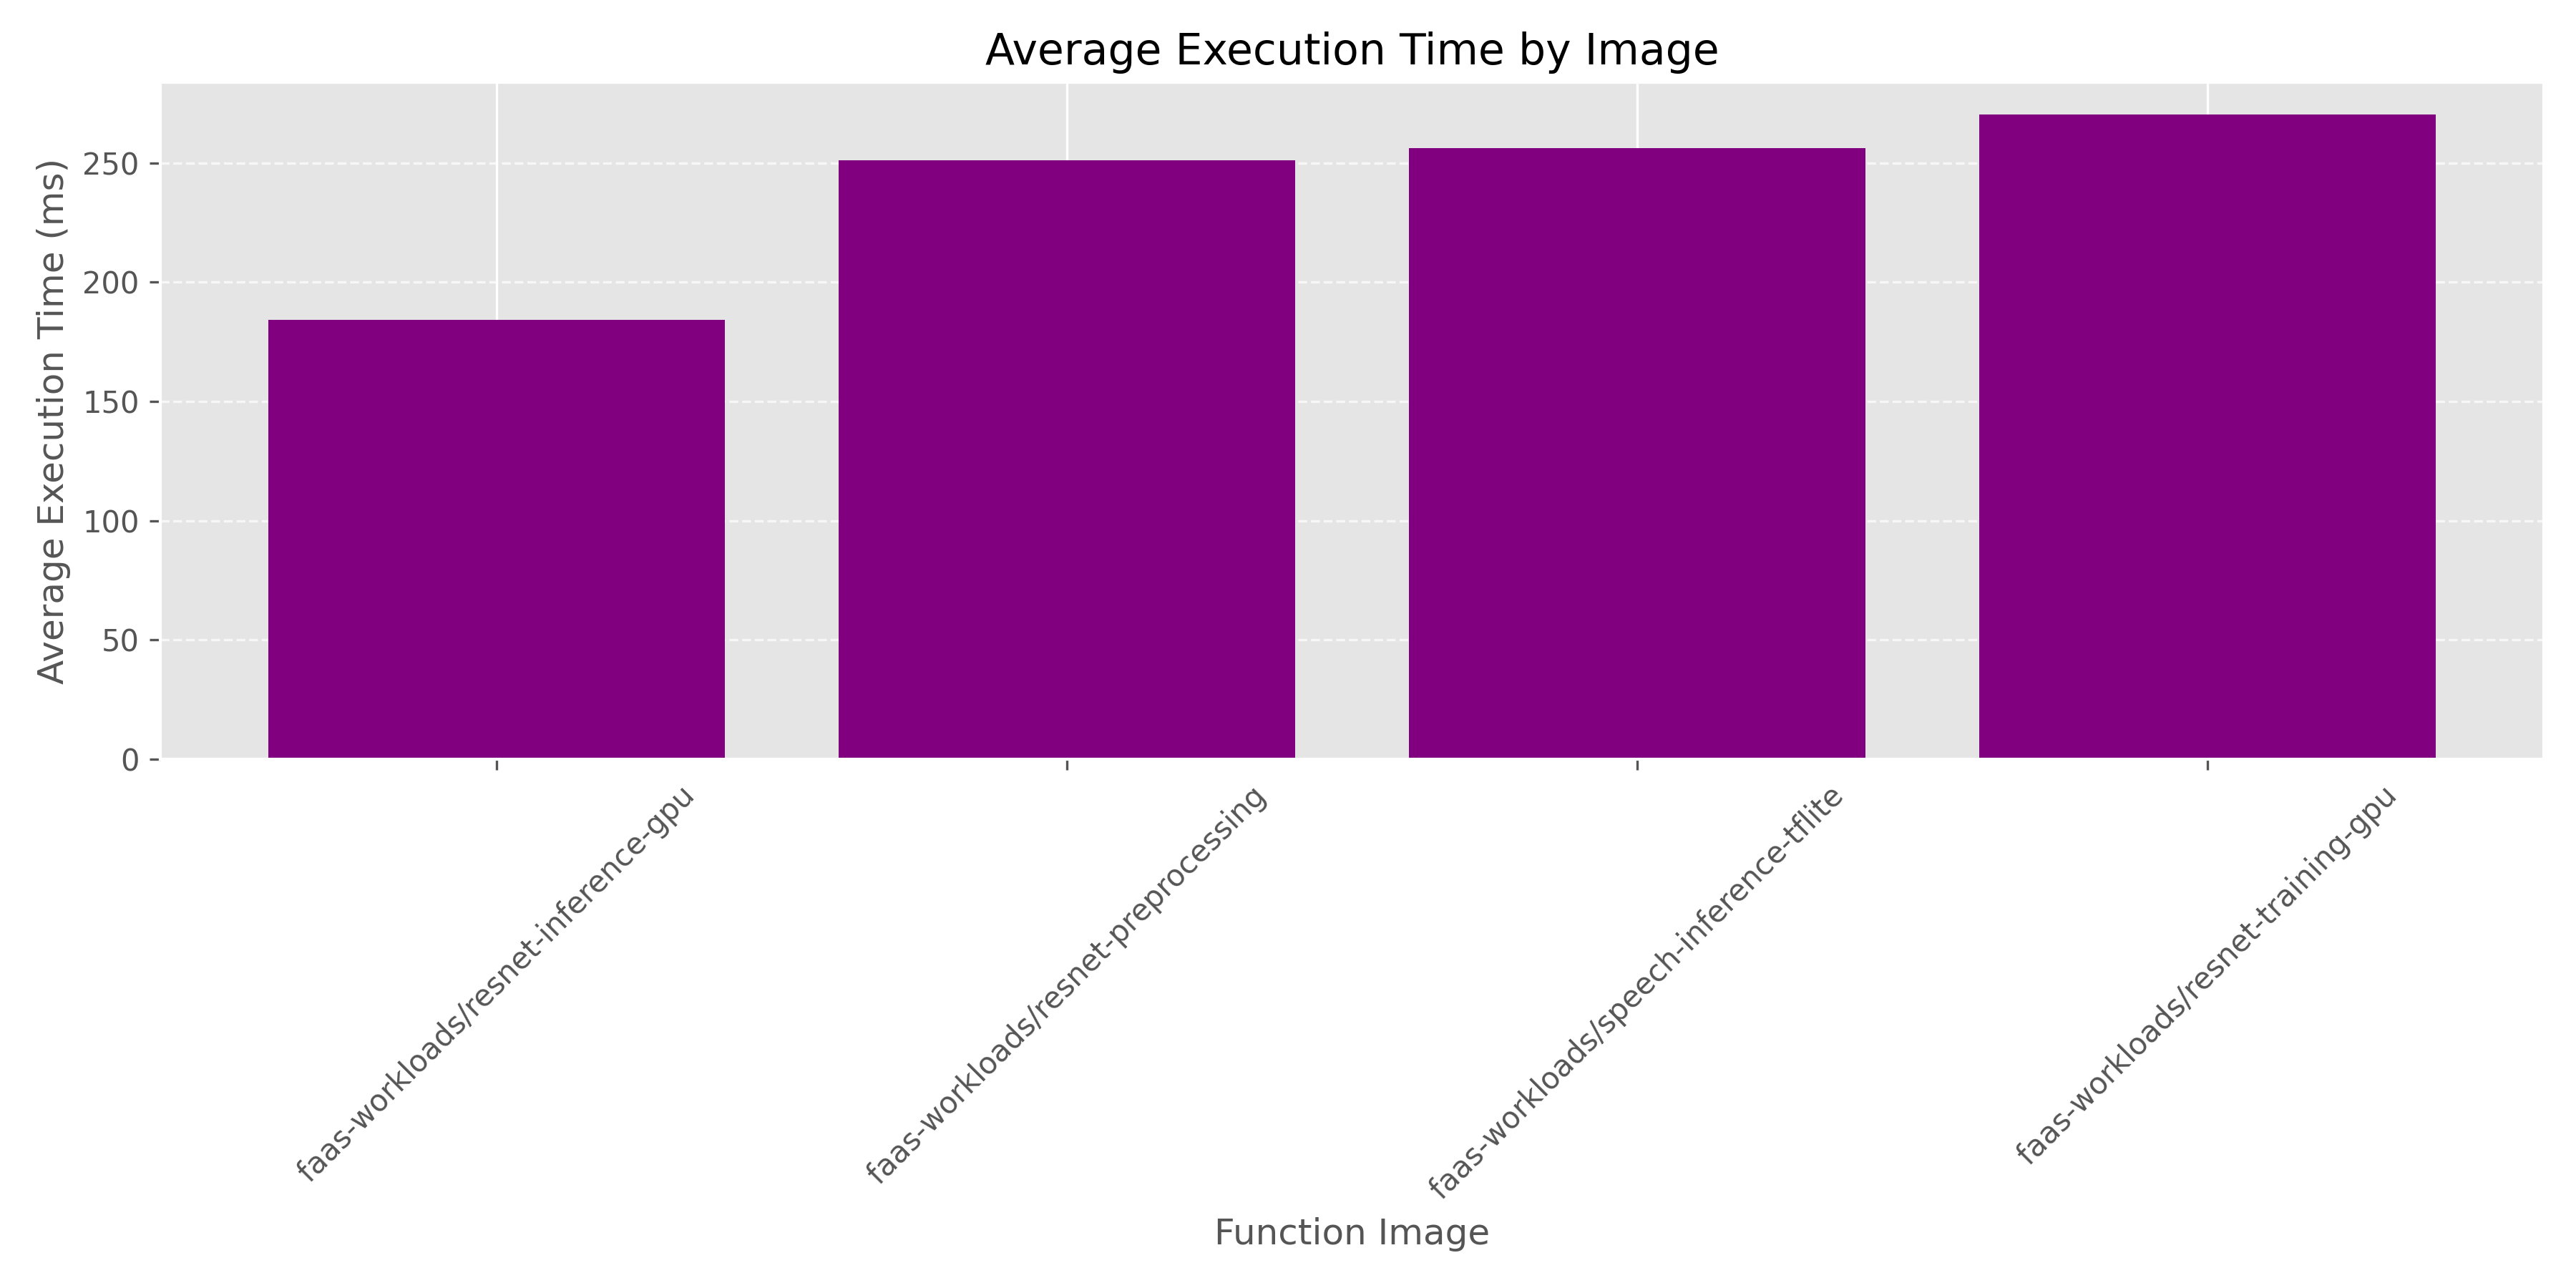 Average Execution Time by Image
Average Execution Time (ms)
250
200
150
100
50
0
faas-workloads/resnet-inference-gpu
faas-workloads/resnet-preprocessing
faas-workloads/speech-inference-tflite
faas-workloads/resnet-training-gpu
Function Image